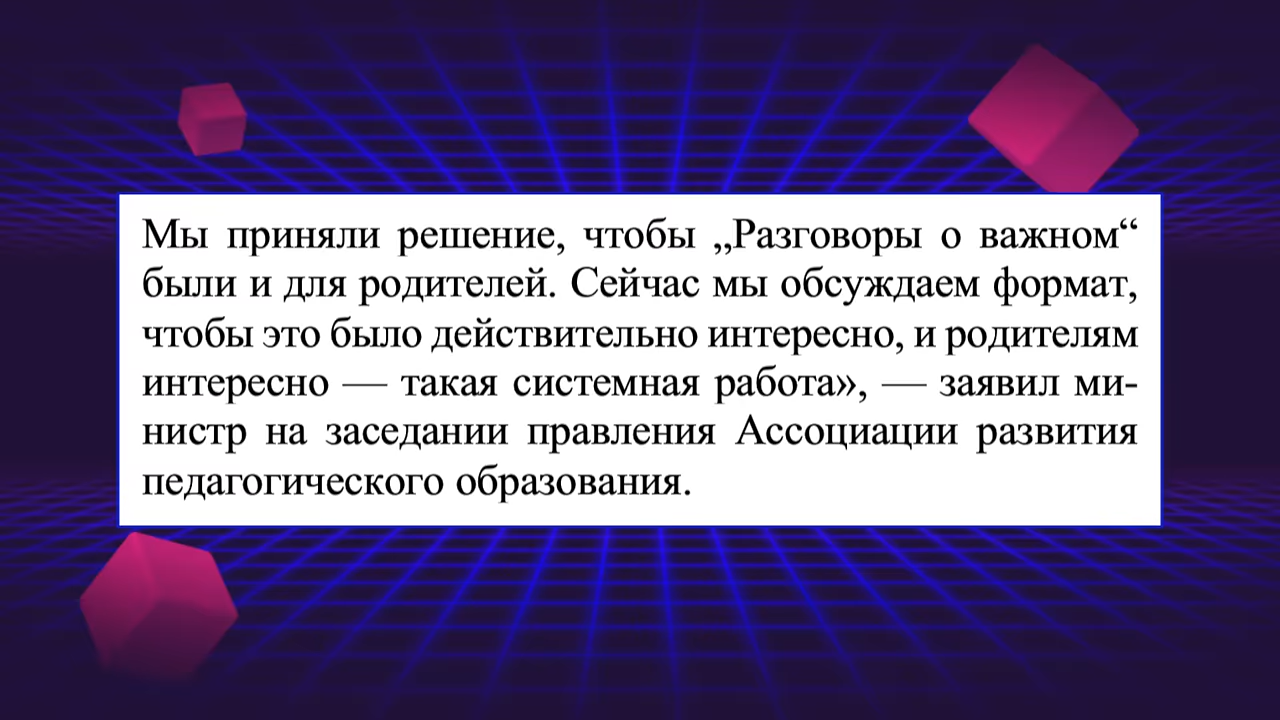 Мы приняли решение, чтобы „Разговоры о важном“
были и для родителей. Сейчас мы обсуждаем формат,
чтобы это было действительно интересно, и родителям
интересно — такая системная работа», — заявил ми-
нистр на заседании правления Ассоциации развития
педагогического образования.